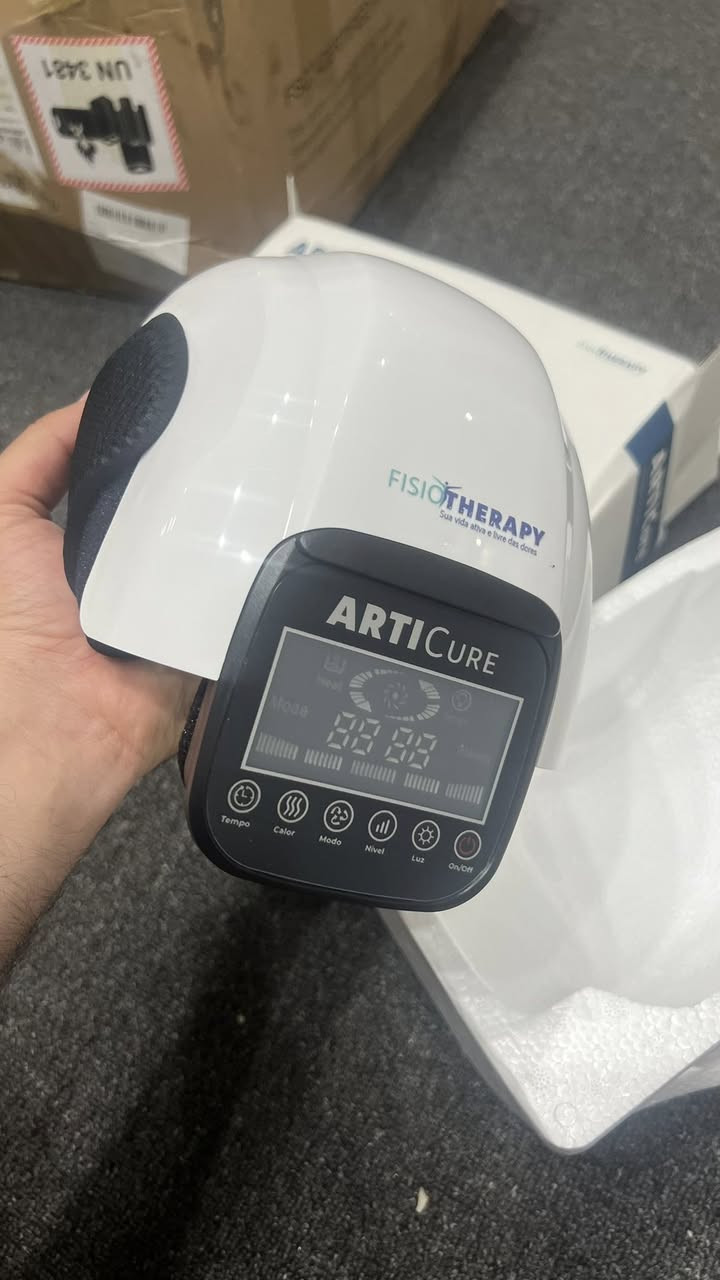 UN 3481
FISIOTHERAPY
Sua vida ativa e livre das dores
ARTICURE
Mode
88 88
Tempo
Calor
Modo
Nível
Luz
On/Off